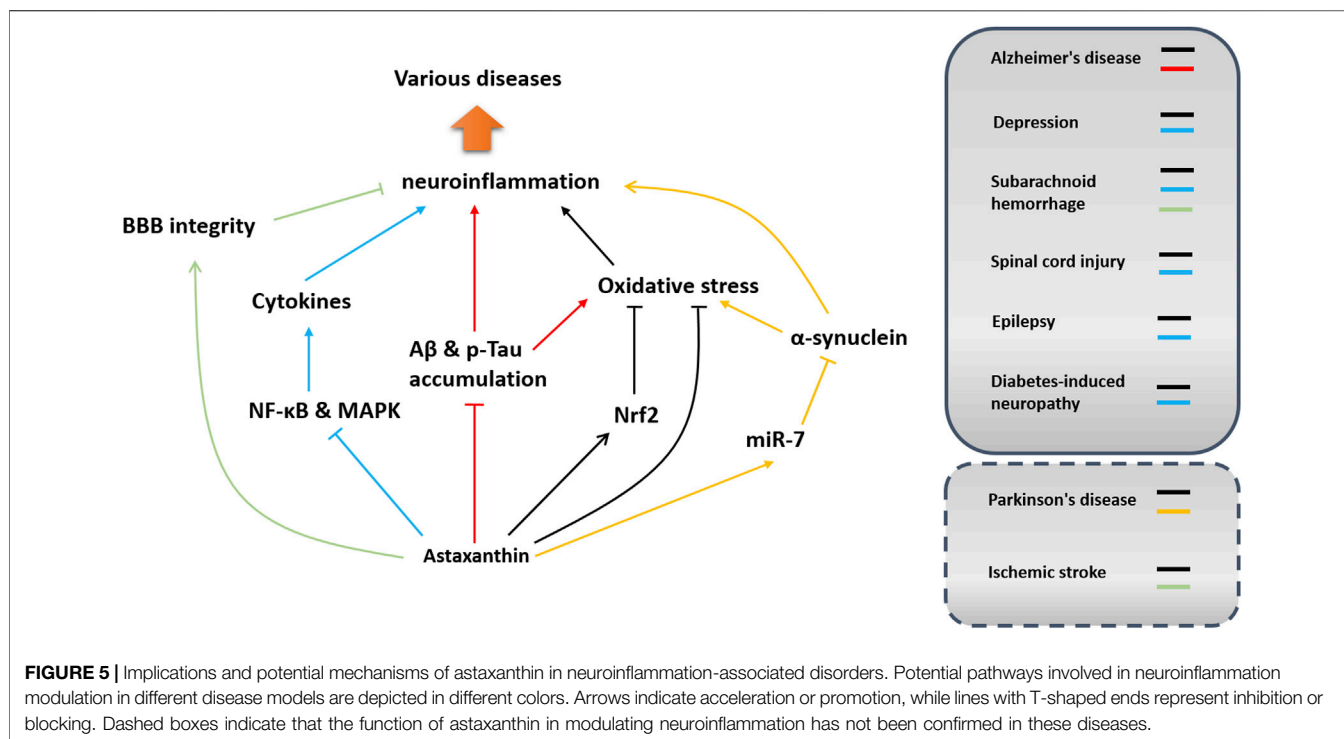 Various diseases
neuroinflammation
BBB integrity
Cytokines
Oxidative stress
Aβ & p-Tau
accumulation
α-synuclein
NF-κB & MAPK
Nrf2
miR-7
Astaxanthin
Alzheimer's disease
Depression
Subarachnoid
hemorrhage
Spinal cord injury
Epilepsy
Diabetes-induced
neuropathy
Parkinson's disease
Ischemic stroke
FIGURE 5 | Implications and potential mechanisms of astaxanthin in neuroinflammation-associated disorders. Potential pathways involved in neuroinflammation
modulation in different disease models are depicted in different colors. Arrows indicate acceleration or promotion, while lines with T-shaped ends represent inhibition or
blocking. Dashed boxes indicate that the function of astaxanthin in modulating neuroinflammation has not been confirmed in these diseases.